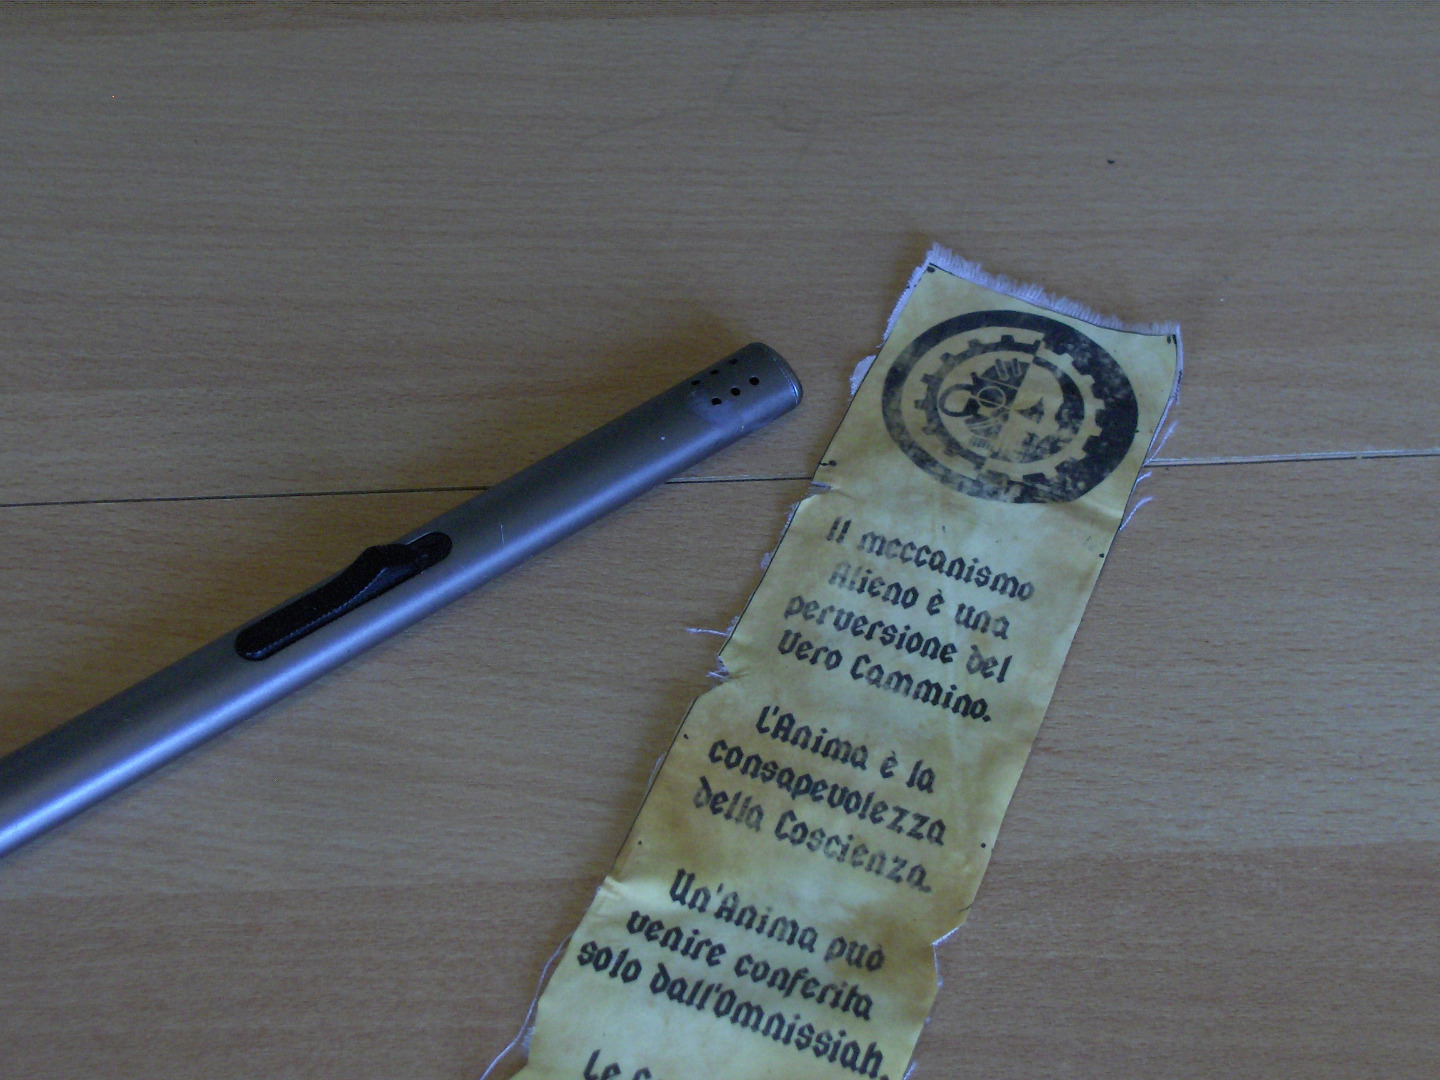 Il meccanismo
Alieno è una
perversione del
Vero Cammino.
L'Anima è la
consapevolezza
della Coscienza.
Un'Anima può
venire conferita
solo dall'Omnissiah.
Le